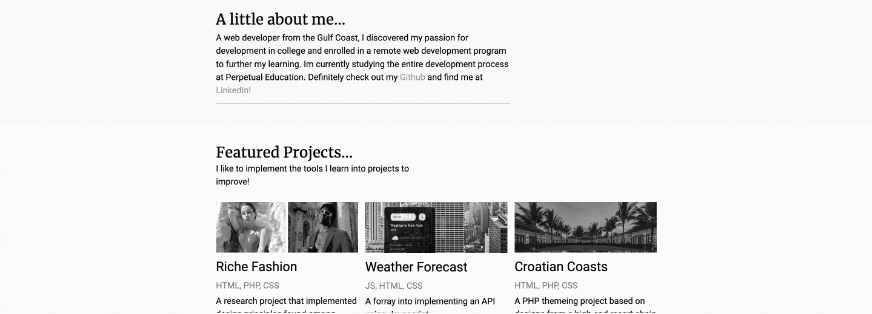 A little about me...
A web developer from the Gulf Coast, I discovered my passion for
development in college and enrolled in a remote web development program
to further my learning. Im currently studying the entire development process
at Perpetual Education. Definitely check out my Github and find me at
LinkedIn!
Featured Projects...
I like to implement the tools I learn into projects to
improve!
Riche Fashion
HTML, PHP, CSS
A research project that implemented
Weather Forecast
JS, HTML, CSS
A forray into implementing an API
Croatian Coasts
HTML, PHP, CSS
A PHP themeing project based on